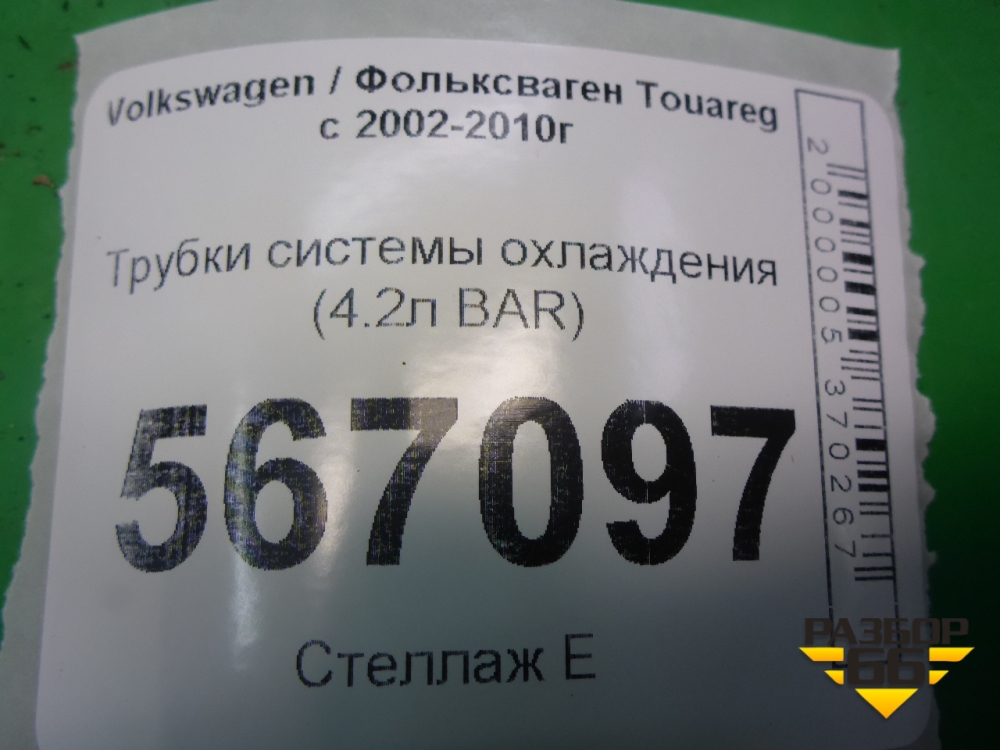 Volkswagen / Фольксваген Touareg
с 2002-2010г
Трубки системы охлаждения
(4.2л BAR)
567097
Стеллаж Е
2000005370267
РАЗБОР
66